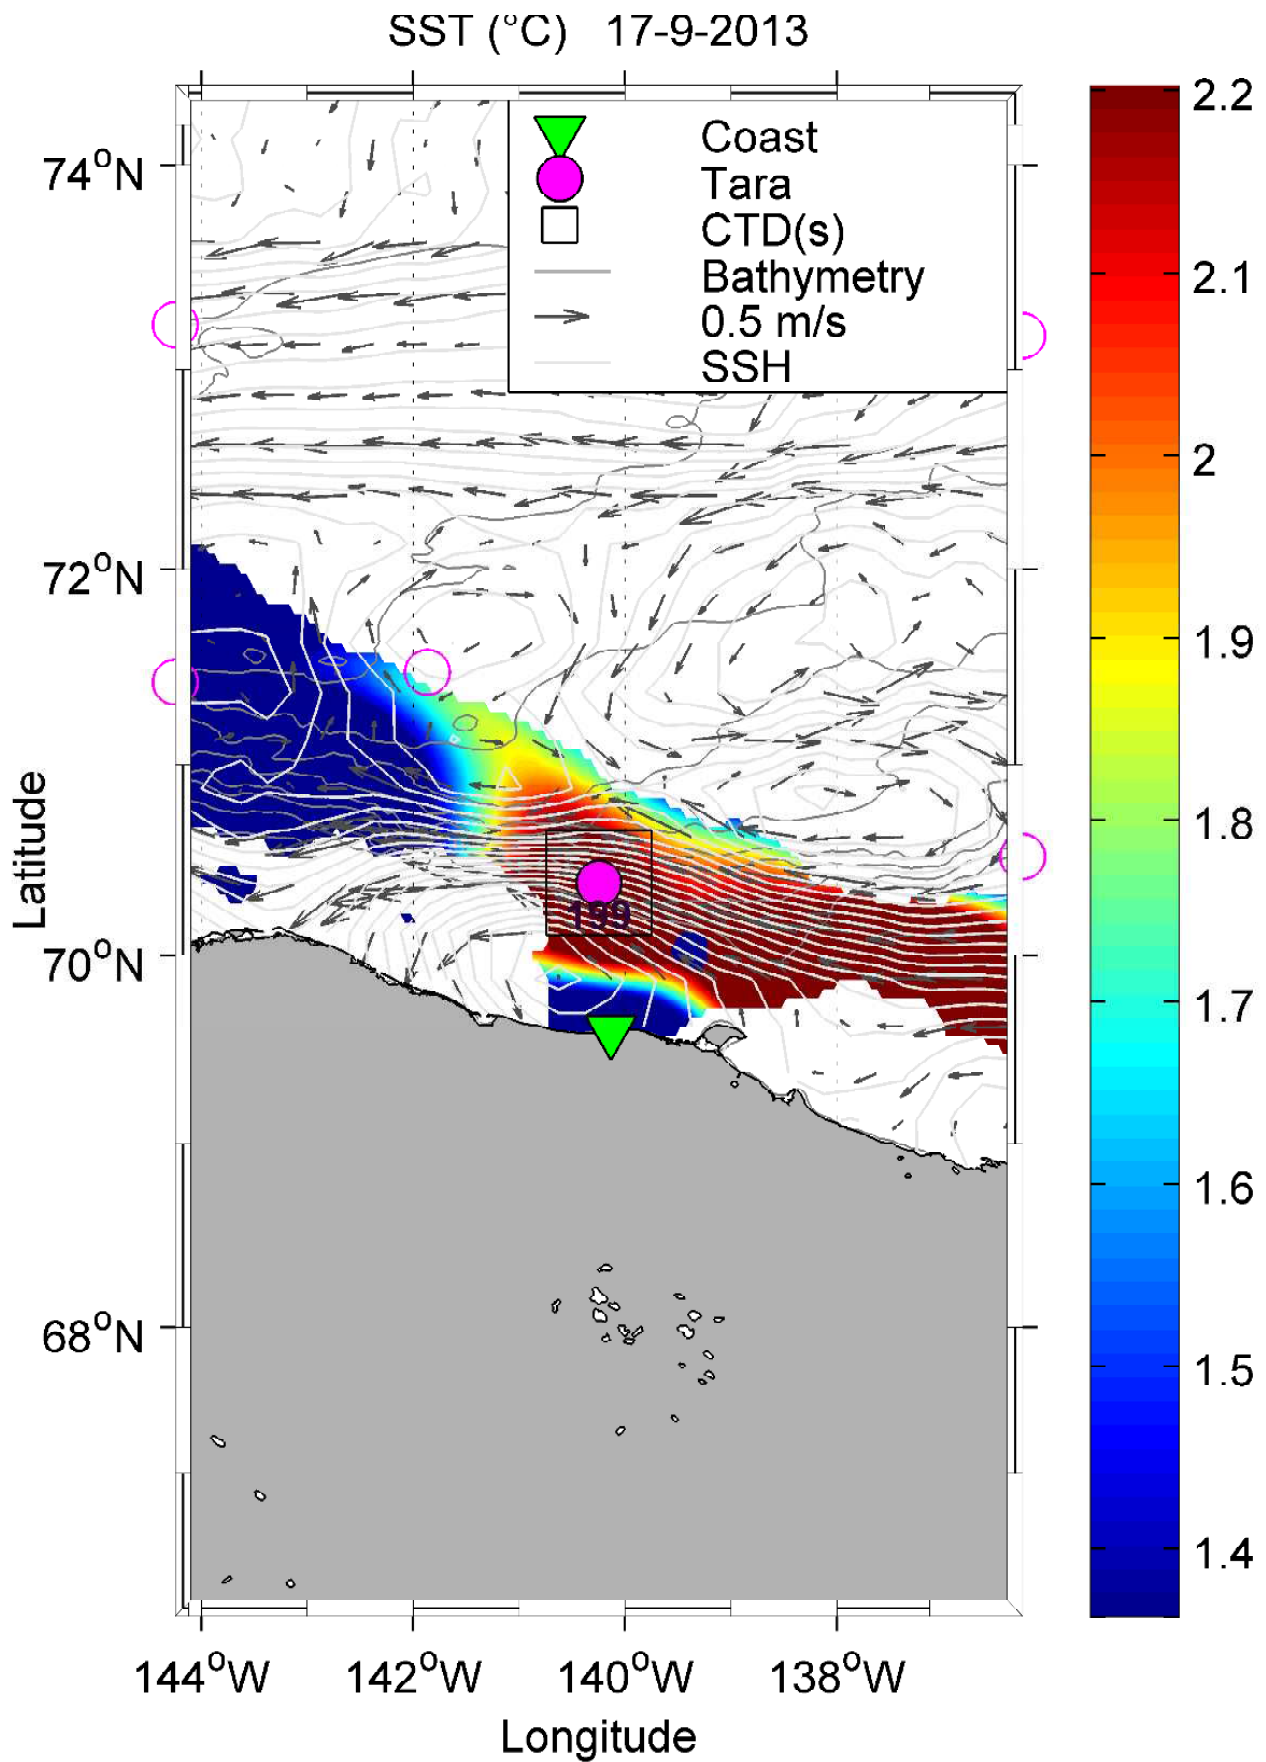 SST (°C) 17-9-2013
Coast
Tara
CTD(s)
Bathymetry
0.5 m/s
SSH
74°N
72°N
70°N
68°N
Latitude
199
144°W
142°W
140°W
138°W
Longitude
2.2
2.1
2
1.9
1.8
1.7
1.6
1.5
1.4